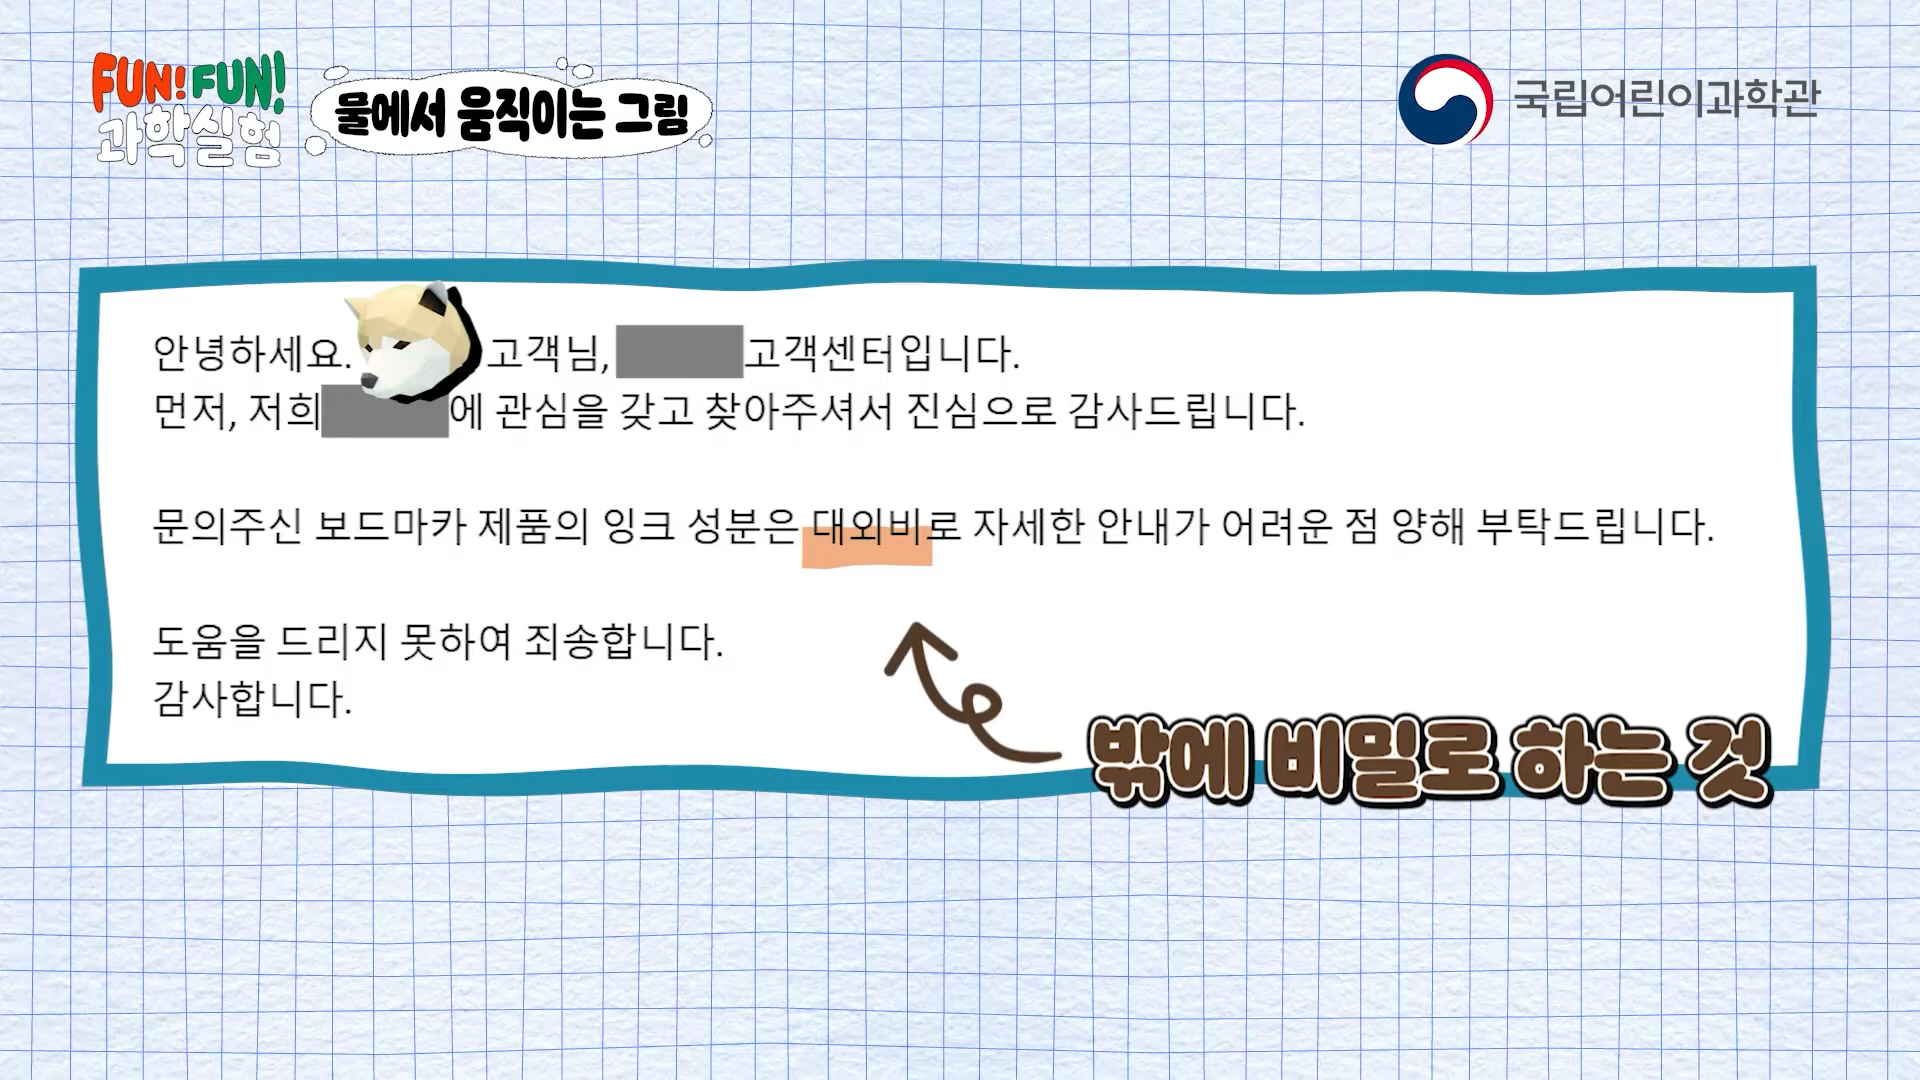 FUN! FUN!
과학실험
물에서 움직이는 그림
국립어린이과학관
안녕하세요. 고객님, 고객센터입니다.
먼저, 저희 에 관심을 갖고 찾아주셔서 진심으로 감사드립니다.
문의주신 보드마카 제품의 잉크 성분은 대외비로 자세한 안내가 어려운 점 양해 부탁드립니다.
도움을 드리지 못하여 죄송합니다.
감사합니다.
밖에 비밀로 하는 것